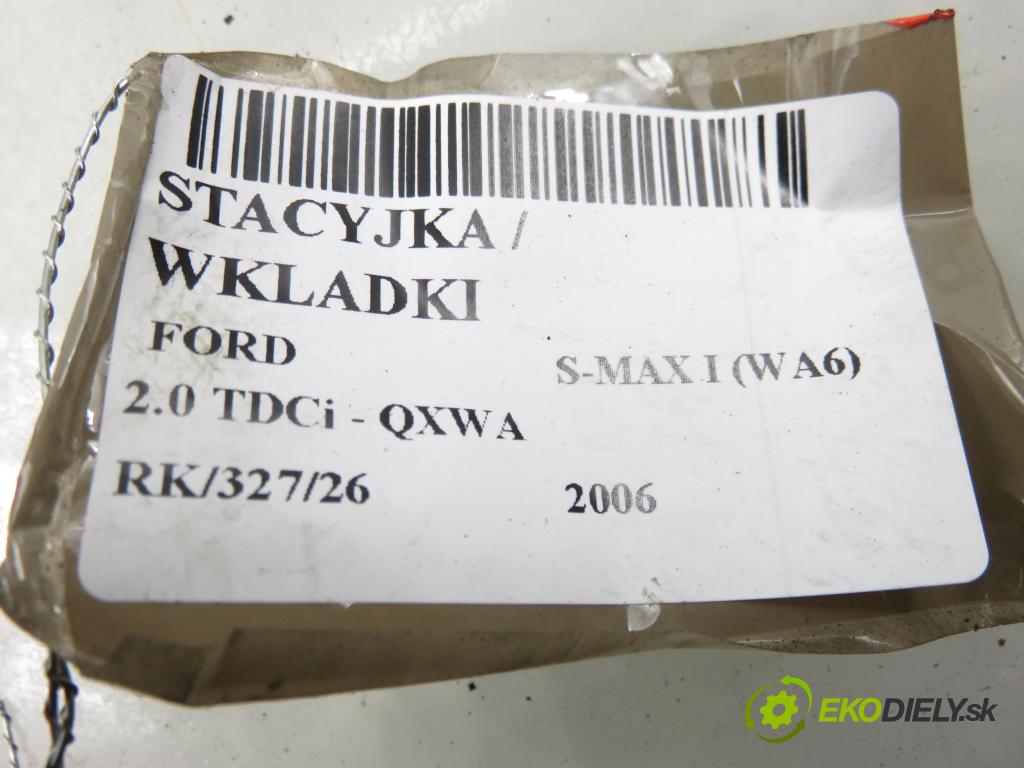 STACYJKA /
WKLADKI
FORD S-MAX I (WA6)
2.0 TDCi - QXWA
RK/327/26 2006
EKODIELY.sk